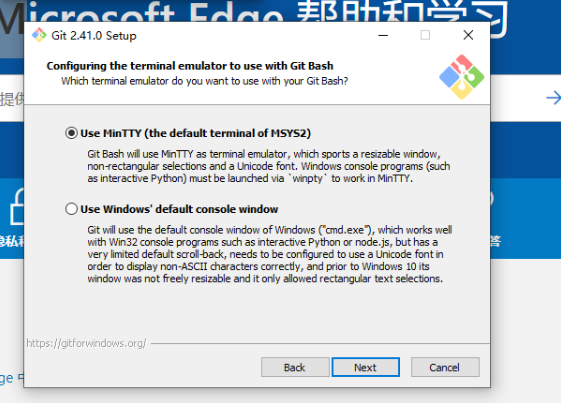 Microsoft Edge 帮助和学习
Git 2.41.0 Setup
Configuring the terminal emulator to use with Git Bash
Which terminal emulator do you want to use with your Git Bash?
提供
Use MinTTY (the default terminal of MSYS2)
Git Bash will use MinTTY as terminal emulator, which sports a resizable window,
non-rectangular selections and a Unicode font. Windows console programs (such
as interactive Python) must be launched via `winpty` to work in MinTTY.
Use Windows' default console window
Git will use the default console window of Windows ("cmd.exe"), which works well
with Win32 console programs such as interactive Python or node.js, but has a
very limited default scroll-back, needs to be configured to use a Unicode font in
order to display non-ASCII characters correctly, and prior to Windows 10 its
window was not freely resizable and it only allowed rectangular text selections.
答
https://gitforwindows.org/
Back
Next
Cancel